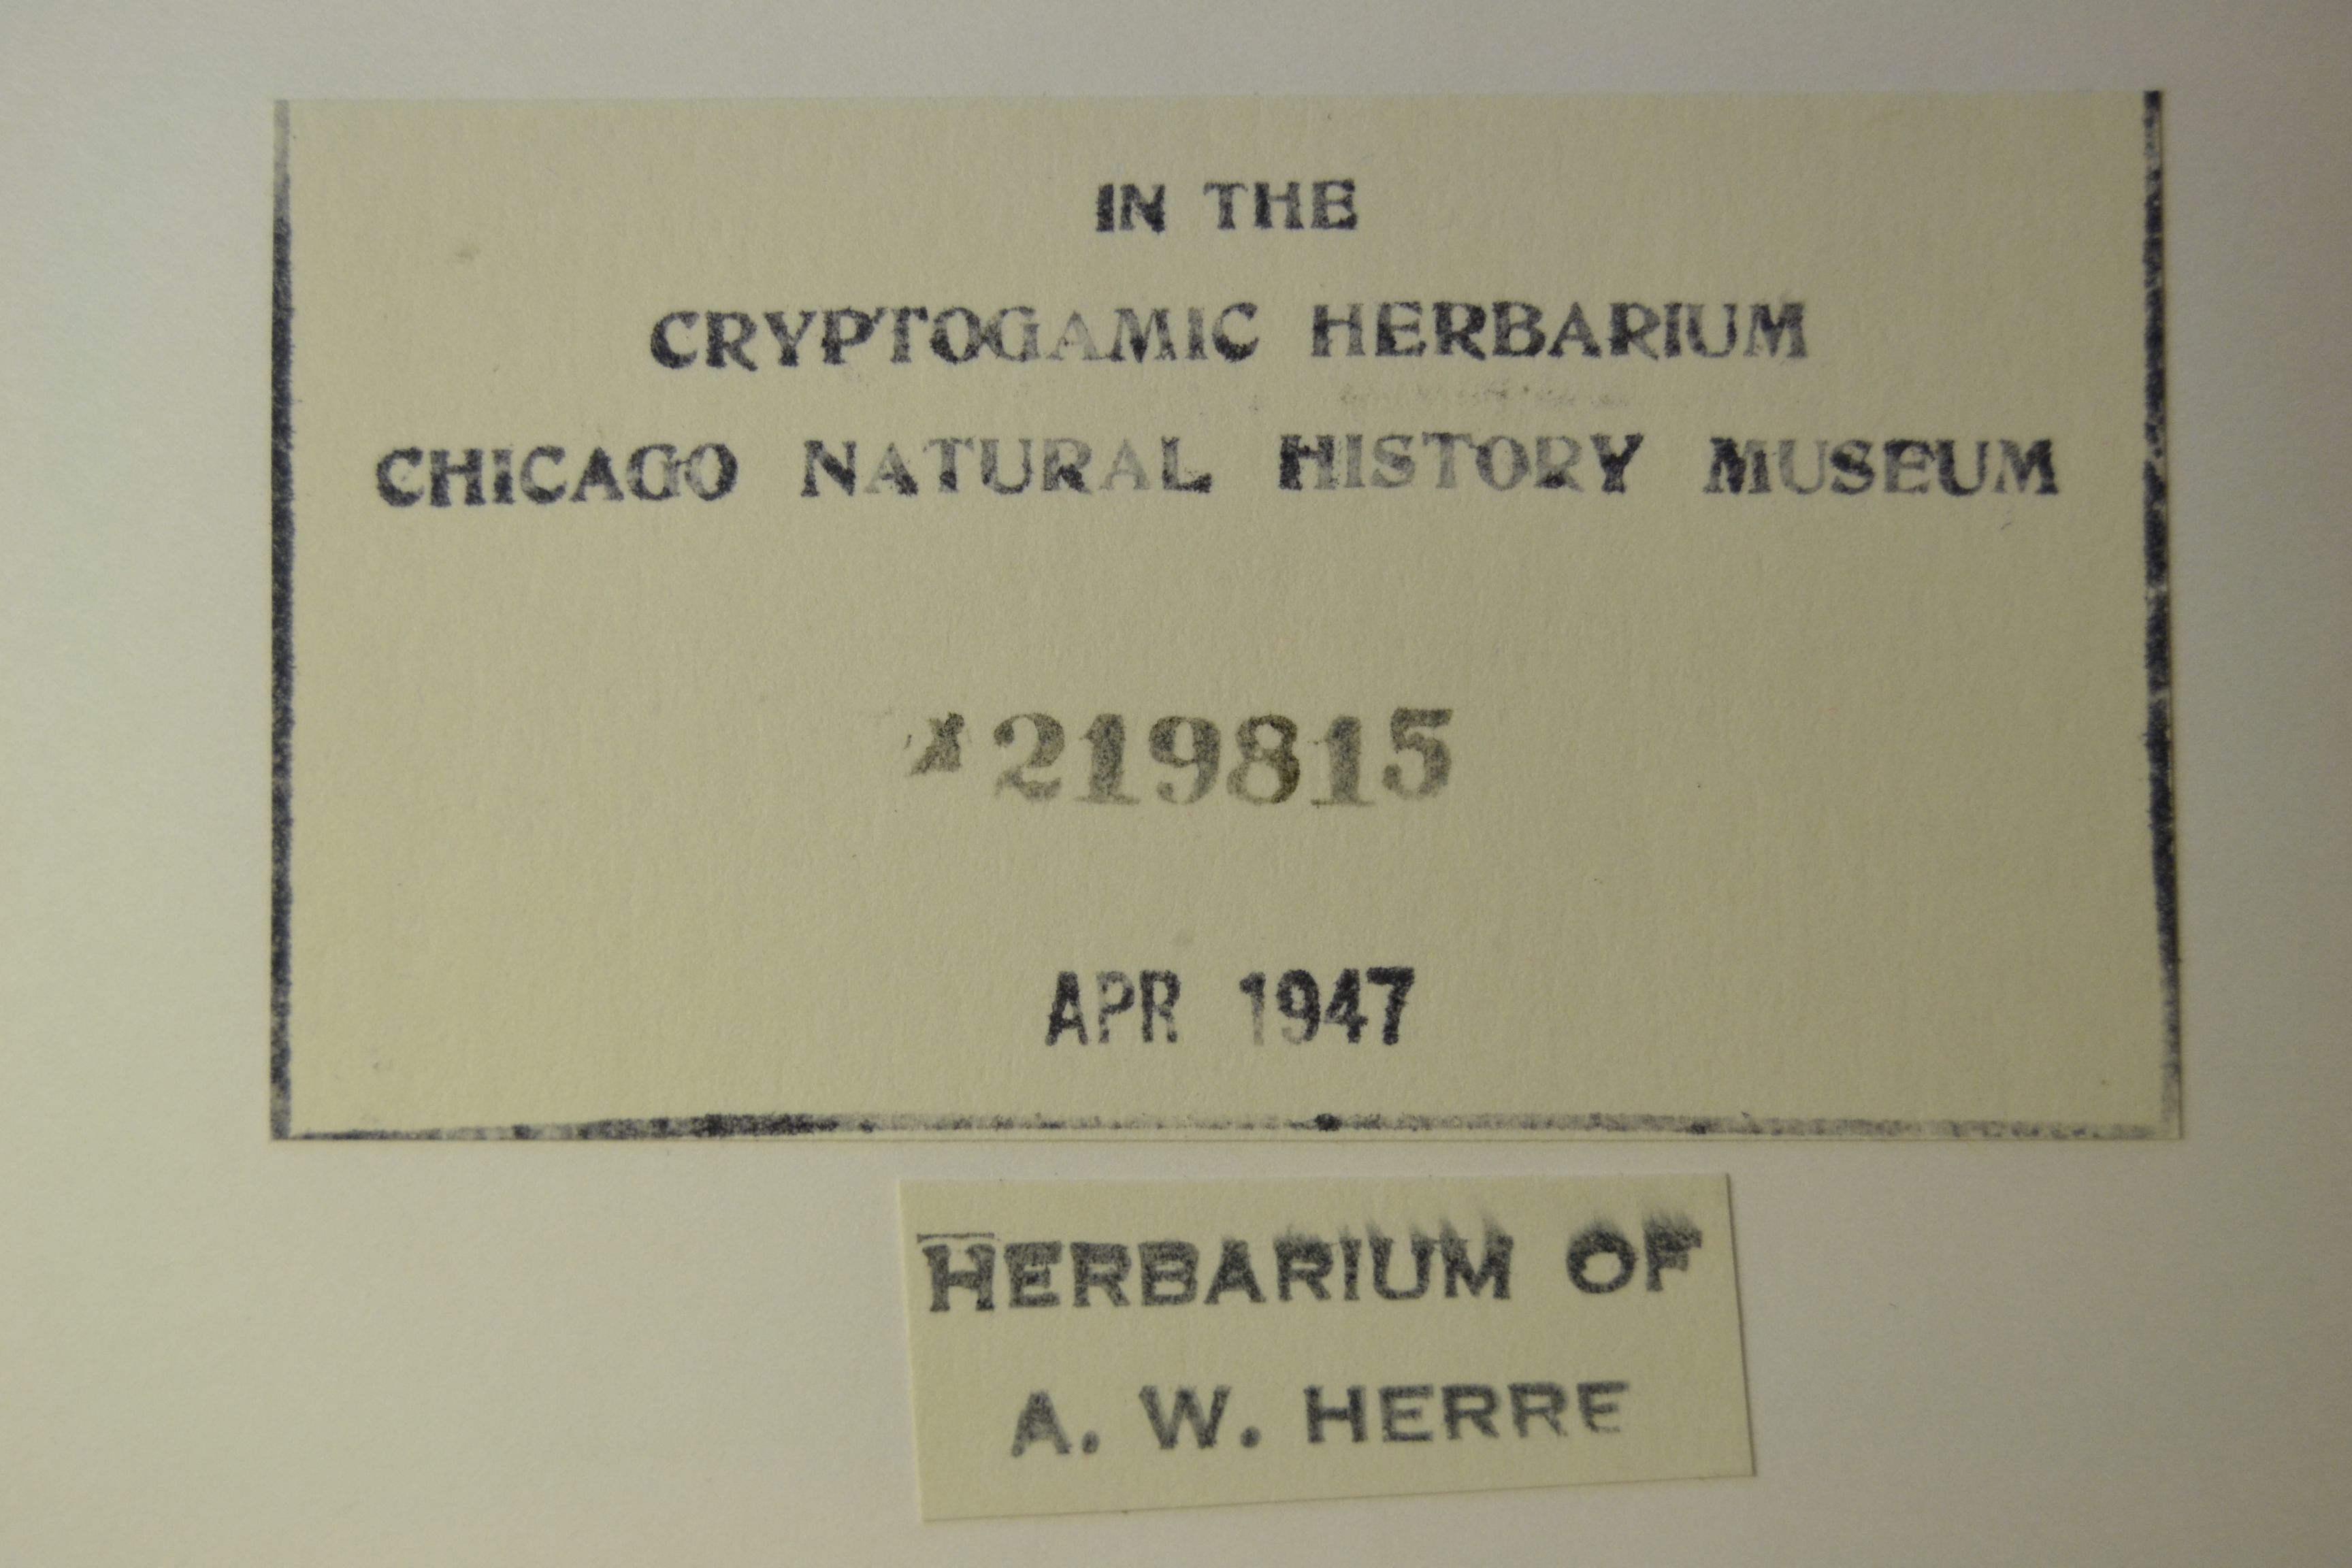 IN THE
CRYPTOGAMIC HERBARIUM
CHICAGO NATURAL HISTORY MUSEUM
219815
APR 1947
HERBARIUM OF
A. W. HERRE